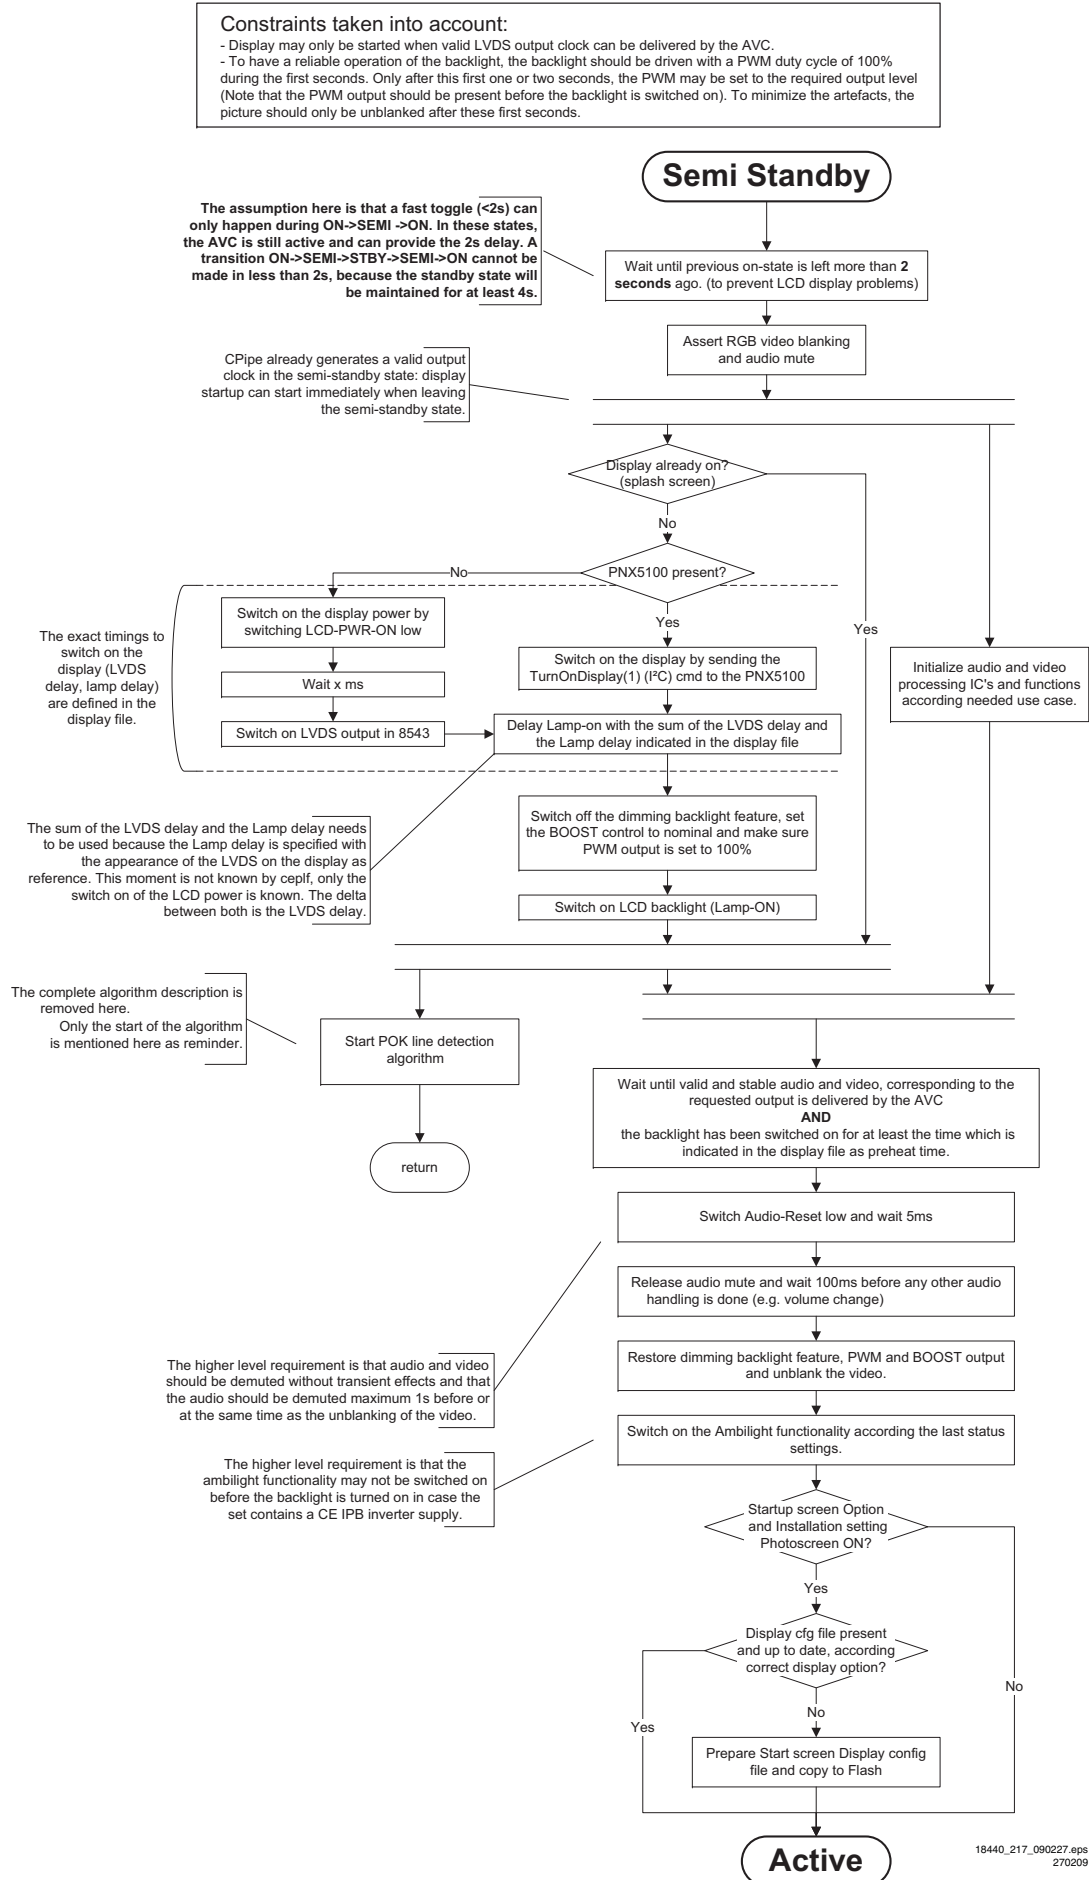 Constraints taken into account:
- Display may only be started when valid LVDS output clock can be delivered by the AVC.
- To have a reliable operation of the backlight, the backlight should be driven with a PWM duty cycle of 100%
during the first seconds. Only after this first one or two seconds, the PWM may be set to the required output level
(Note that the PWM output should be present before the backlight is switched on). To minimize the artefacts, the
picture should only be unblanked after these first seconds.
Semi Standby
The assumption here is that a fast toggle (<2s) can
only happen during ON->SEMI ->ON. In these states,
the AVC is still active and can provide the 2s delay. A
transition ON->SEMI->STBY->SEMI->ON cannot be
made in less than 2s, because the standby state will
be maintained for at least 4s.
Wait until previous on-state is left more than 2
seconds ago. (to prevent LCD display problems)
Assert RGB video blanking
and audio mute
CPipe already generates a valid output
clock in the semi-standby state: display
startup can start immediately when leaving
the semi-standby state.
Display already on?
(splash screen)
No
PNX5100 present?
No
Yes
Yes
Switch on the display power by
switching LCD-PWR-ON low
Wait x ms
Switch on LVDS output in 8543
The exact timings to
switch on the
display (LVDS
delay, lamp delay)
are defined in the
display file.
Switch on the display by sending the
TurnOnDisplay(1) (I²C) cmd to the PNX5100
Initialize audio and video
processing IC's and functions
according needed use case.
Delay Lamp-on with the sum of the LVDS delay and
the Lamp delay indicated in the display file
Switch off the dimming backlight feature, set
the BOOST control to nominal and make sure
PWM output is set to 100%
The sum of the LVDS delay and the Lamp delay needs
to be used because the Lamp delay is specified with
the appearance of the LVDS on the display as
reference. This moment is not known by ceplf, only the
switch on of the LCD power is known. The delta
between both is the LVDS delay.
Switch on LCD backlight (Lamp-ON)
The complete algorithm description is
removed here.
Only the start of the algorithm
is mentioned here as reminder.
Start POK line detection
algorithm
return
Wait until valid and stable audio and video, corresponding to the
requested output is delivered by the AVC
AND
the backlight has been switched on for at least the time which is
indicated in the display file as preheat time.
Switch Audio-Reset low and wait 5ms
Release audio mute and wait 100ms before any other audio
handling is done (e.g. volume change)
Restore dimming backlight feature, PWM and BOOST output
and unblank the video.
The higher level requirement is that audio and video
should be demuted without transient effects and that
the audio should be demuted maximum 1s before or
at the same time as the unblanking of the video.
Switch on the Ambilight functionality according the last status
settings.
The higher level requirement is that the
ambilight functionality may not be switched on
before the backlight is turned on in case the
set contains a CE IPB inverter supply.
Startup screen Option
and Installation setting
Photoscreen ON?
Yes
Display cfg file present
and up to date, according
correct display option?
No
No
Yes
Prepare Start screen Display config
file and copy to Flash
Active
18440_217_090227.eps
270209